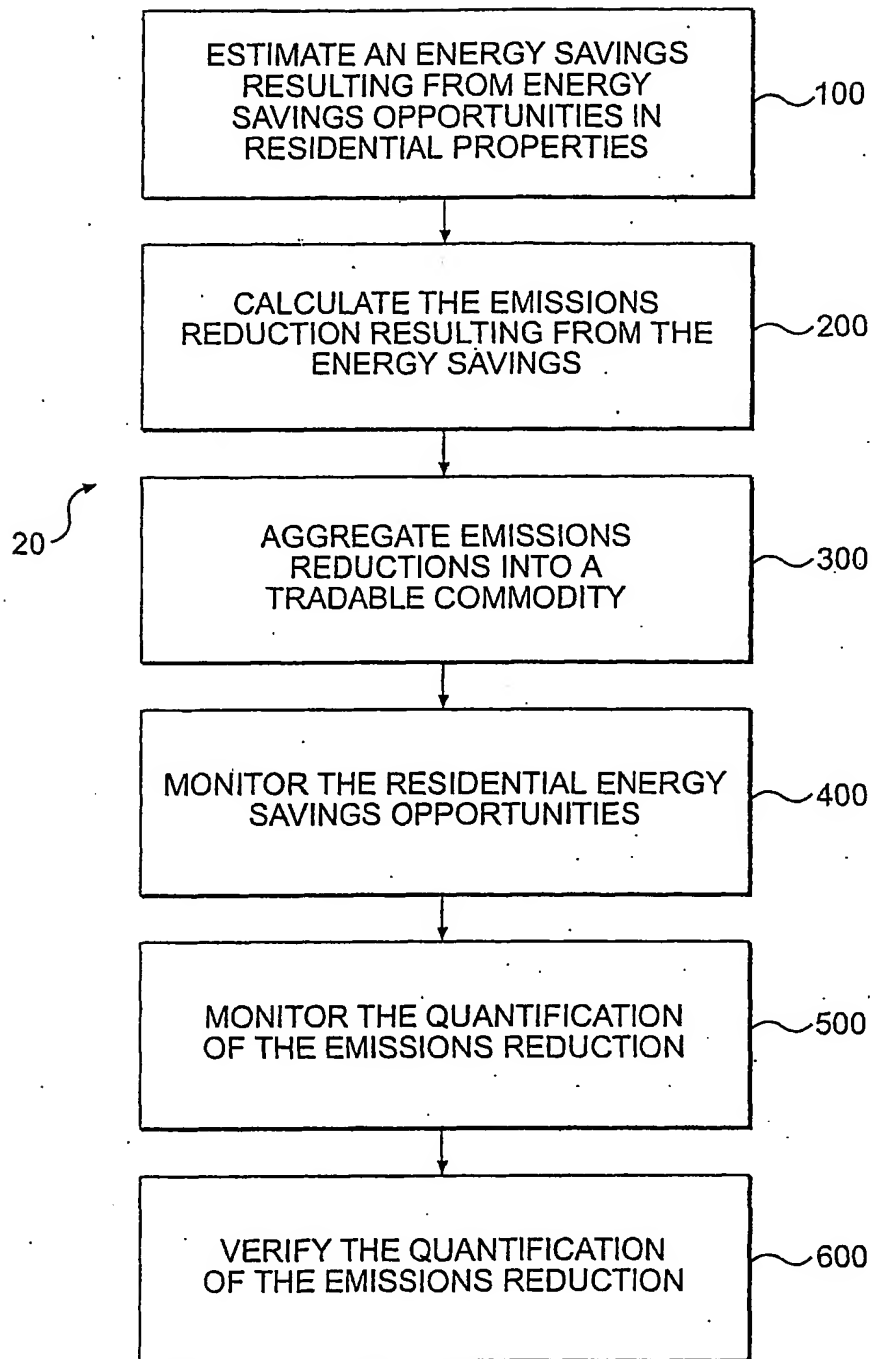 ESTIMATE AN ENERGY SAVINGS
RESULTING FROM ENERGY
SAVINGS OPPORTUNITIES IN
RESIDENTIAL PROPERTIES
100
CALCULATE THE EMISSIONS
REDUCTION RESULTING FROM THE
ENERGY SAVINGS
200
20
AGGREGATE EMISSIONS
REDUCTIONS INTO A
TRADABLE COMMODITY
300
MONITOR THE RESIDENTIAL ENERGY
SAVINGS OPPORTUNITIES
400
MONITOR THE QUANTIFICATION
OF THE EMISSIONS REDUCTION
500
VERIFY THE QUANTIFICATION
OF THE EMISSIONS REDUCTION
600